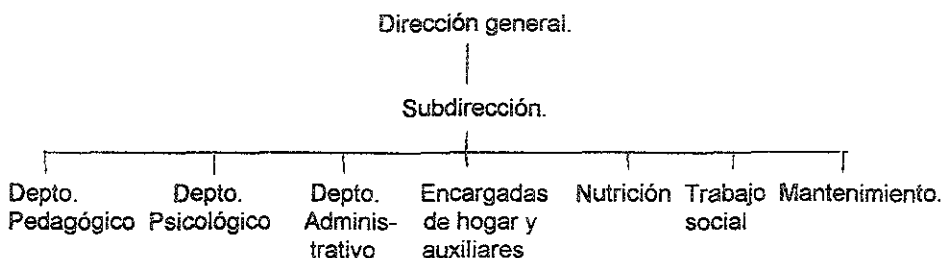 Dirección general.
Subdirección.
Depto. Depto. Depto. Encargadas Nutrición Trabajo Mantenimiento.
Pedagógico Psicológico Adminis- de hogar y social
trativo auxiliares